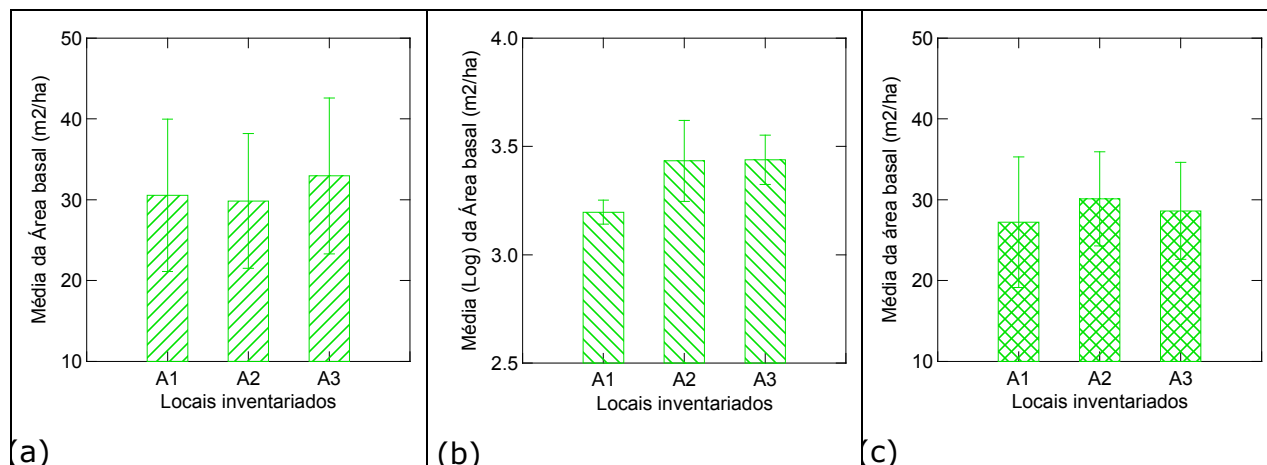 Média da Área basal (m2/ha)
50
40
30
20
10
A1 A2 A3
Locais inventariados
(a)
Média (Log) da Área basal (m2/ha)
4.0
3.5
3.0
2.5
A1 A2 A3
Locais inventariados
(b)
Média da área basal (m2/ha)
50
40
30
20
10
A1 A2 A3
Locais inventariados
(c)